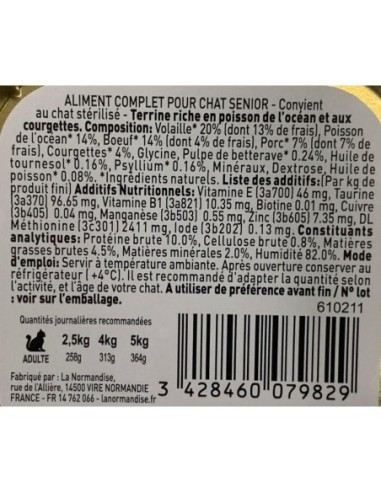 ALIMENT COMPLET POUR CHAT SENIOR - Convient
au chat stérilisé - Terrine riche en poisson de l'océan et aux
courgettes. Composition: Volaille* 20% (dont 13% de frais), Poisson
de l'océan* 14%, Boeuf* 14% (dont 4% de frais), Porc* 7% (dont 7% de
frais), Courgettes* 4%, Glycine, Pulpe de betterave* 0.24%, Huile de
tournesol* 0.16%, Psyllium* 0.16%, Minéraux, Dextrose, Huile de
poisson* 0.08%. *Ingrédients naturels. Liste des additifs:(Par kg de
produit fini) Additifs Nutritionnels: Vitamine E (3a700) 46 mg, Taurine
(3a370) 96.65 mg, Vitamine B1 (3a821) 10.35 mg, Biotine 0.01 mg, Cuivre
(3b405) 0.04 mg, Manganèse (3b503) 0.55 mg, Zinc (3b605) 7.35 mg, DL
Méthionine (3c301) 2411 mg, Iode (3b202) 0.13 mg. Constituants
analytiques: Protéine brute 10.0%, Cellulose brute 0.8%, Matières
grasses brutes 4.5%, Matières minérales 2.0%, Humidité 82.0%. Mode
d'emploi: Servir à température ambiante. Après ouverture conserver au
réfrigérateur (+4°C). Il est recommandé d'adapter la quantité selon
l'activité, et l'âge de votre chat. A utiliser de préférence avant fin / N° lot
: voir sur l'emballage.
610211
Quantités journalières recommandées
2,5kg 4kg 5kg
ADULTE 258g 313g 364g
Fabriqué par : La Normandise,
rue de l'Allière, 14500 VIRE NORMANDIE
FRANCE - FR 14 762 066 - lanormandise.fr
3 428460 079829